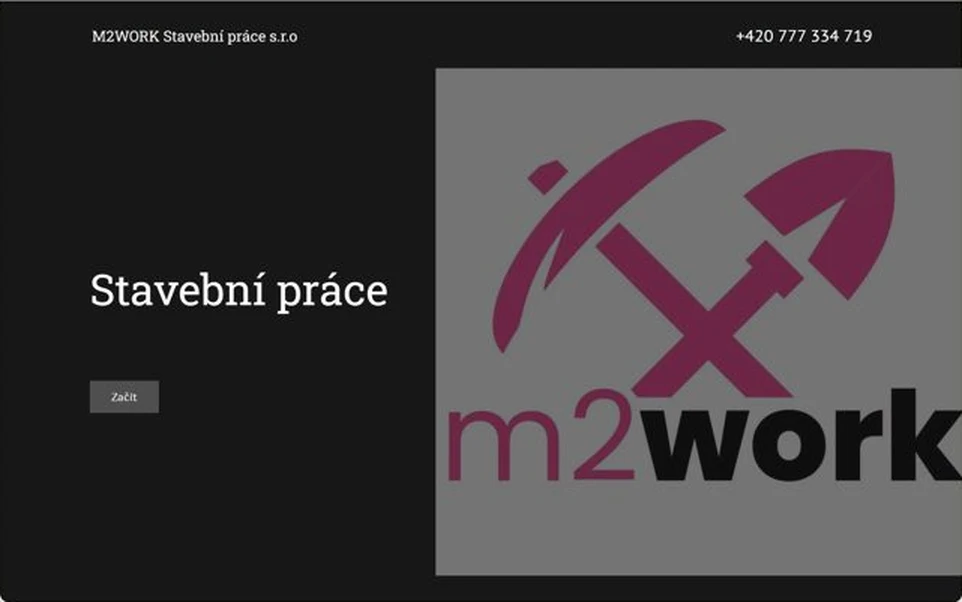 M2WORK Stavební práce s.r.o
+420 777 334 719
Stavební práce
Začít
m2work